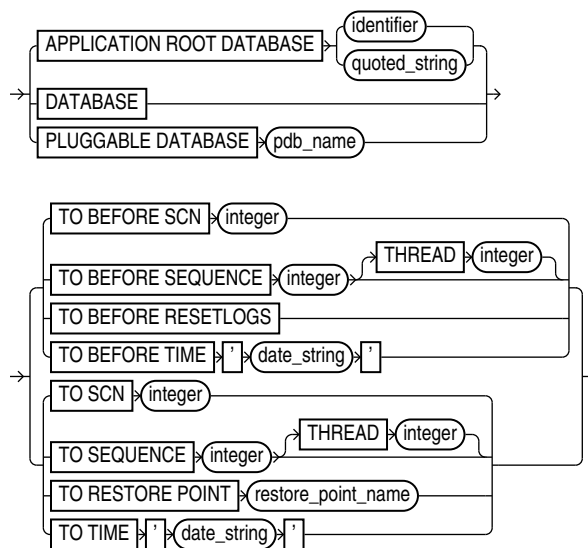 APPLICATION ROOT DATABASE identifier
quoted_string
DATABASE
PLUGGABLE DATABASE pdb_name
TO BEFORE SCN integer
THREAD integer
TO BEFORE SEQUENCE integer
TO BEFORE RESETLOGS
TO BEFORE TIME ' date_string '
TO SCN integer
THREAD integer
TO SEQUENCE integer
TO RESTORE POINT restore_point_name
TO TIME ' date_string '